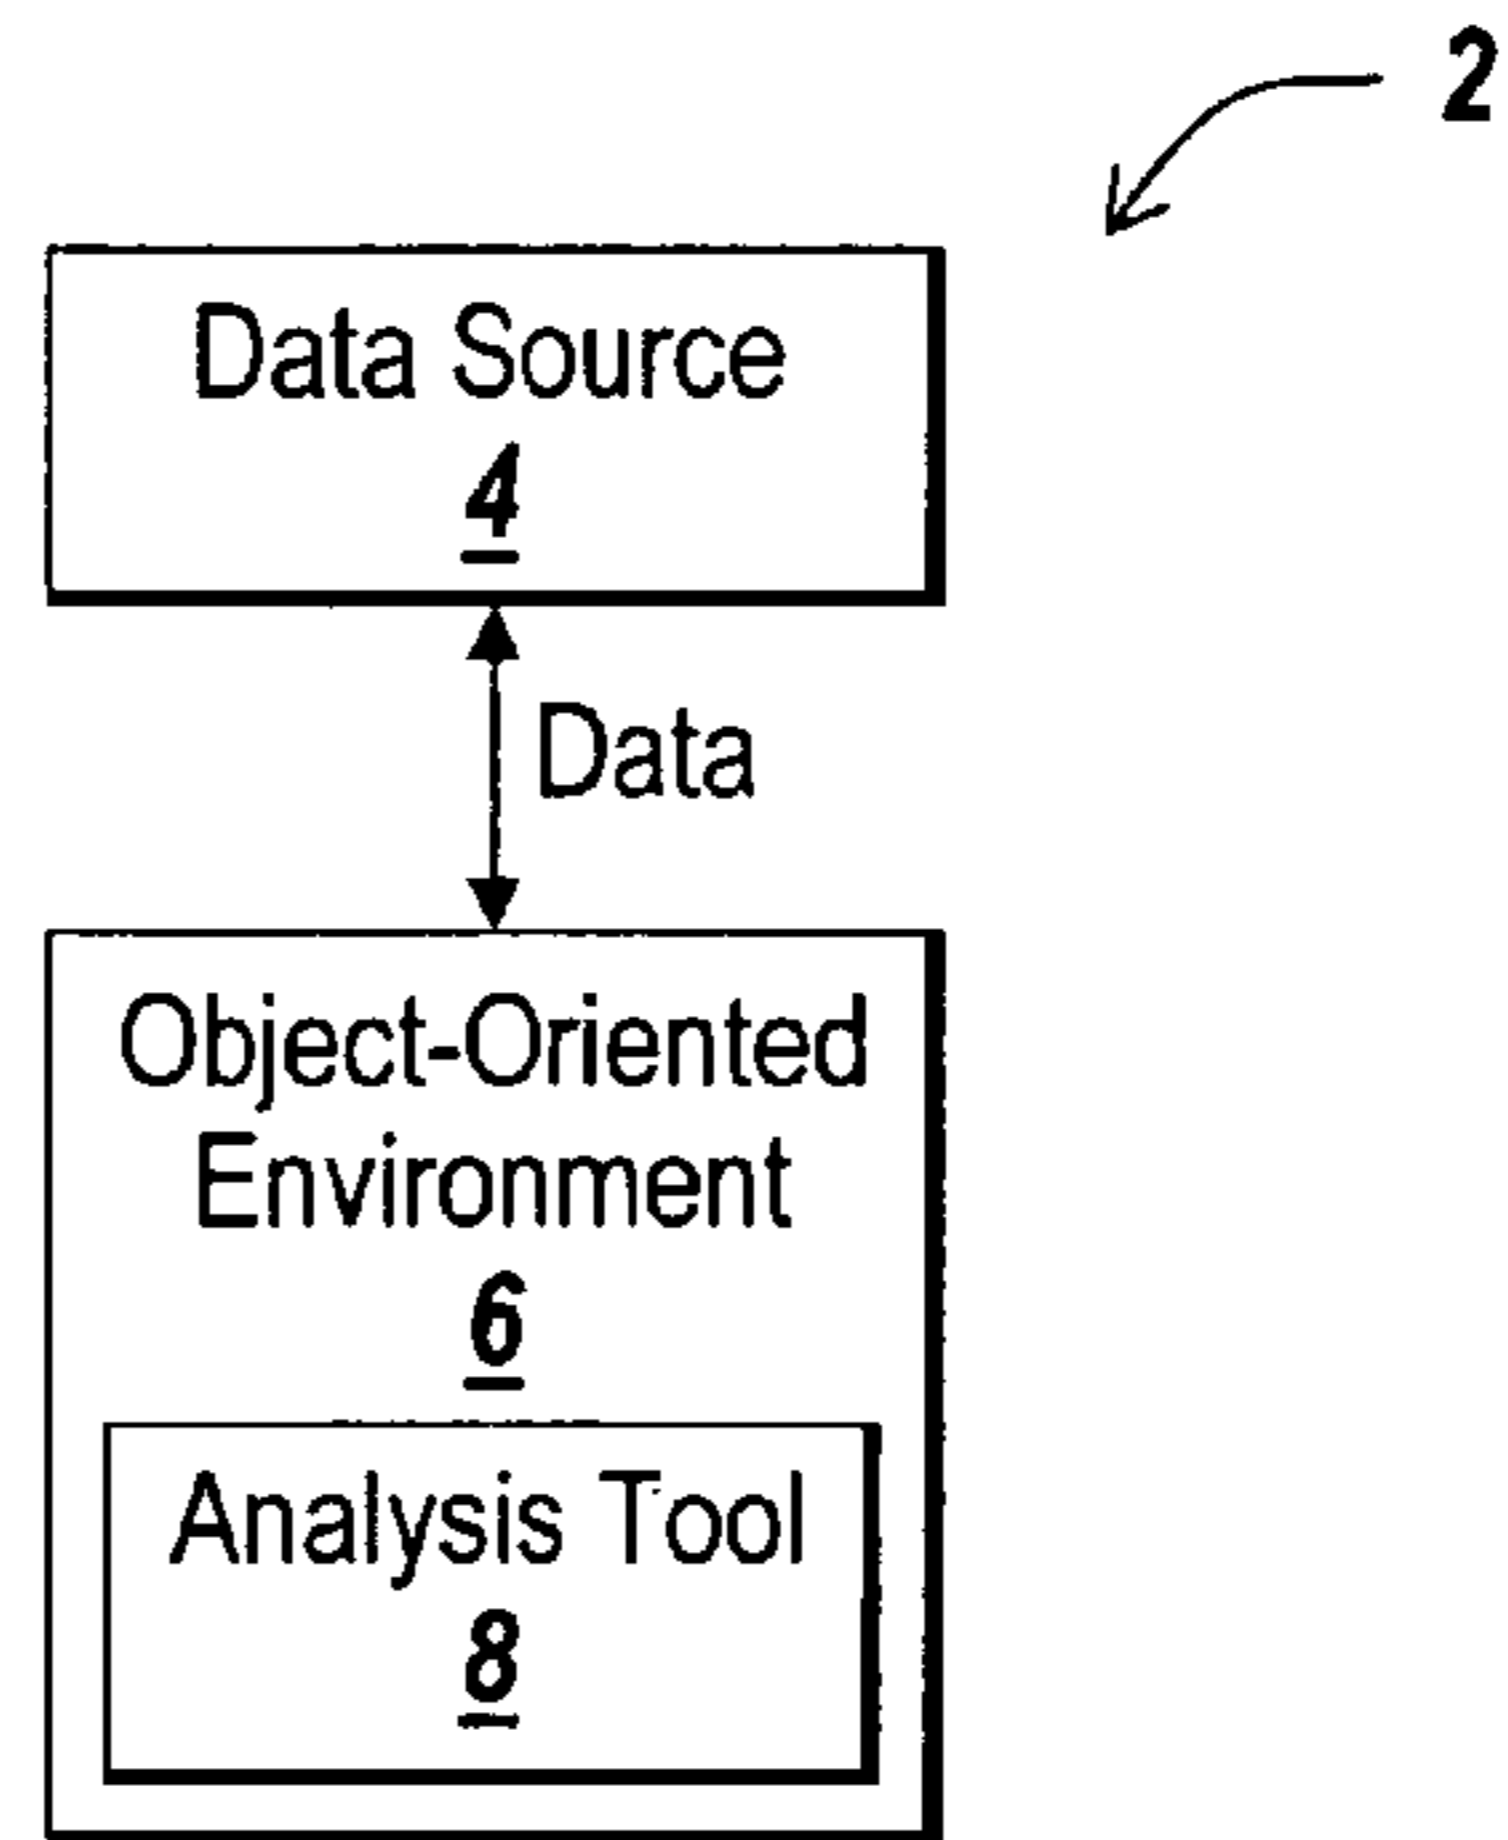 2
Data Source
4
Data
Object-Oriented
Environment
6
Analysis Tool
8